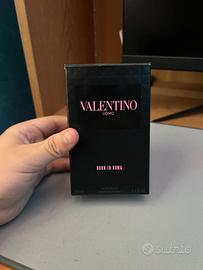 VALENTINO
UOMO
BORN IN ROMA
subito